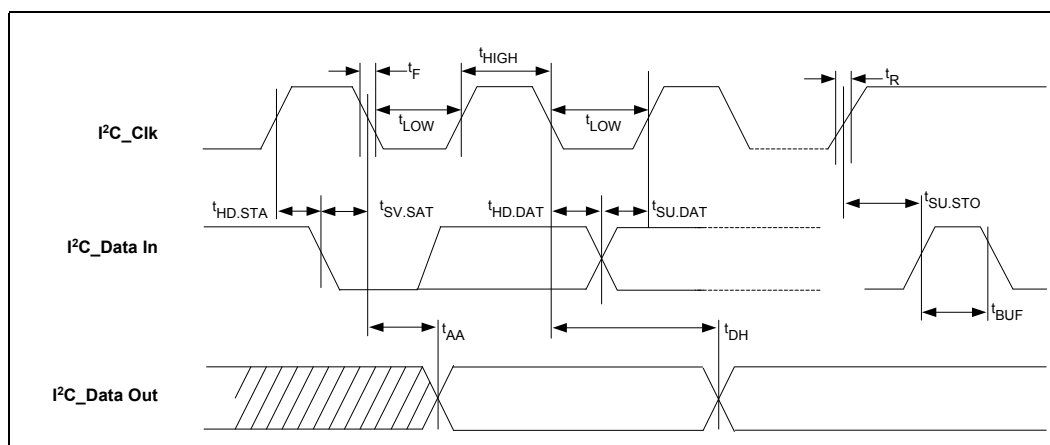 tHIGH
tF
tR
tLOW
tLOW
I²C_Clk
tHD.STA
tSV.SAT
tHD.DAT
tSU.DAT
tSU.STO
I²C_Data In
tBUF
tAA
tDH
I²C_Data Out